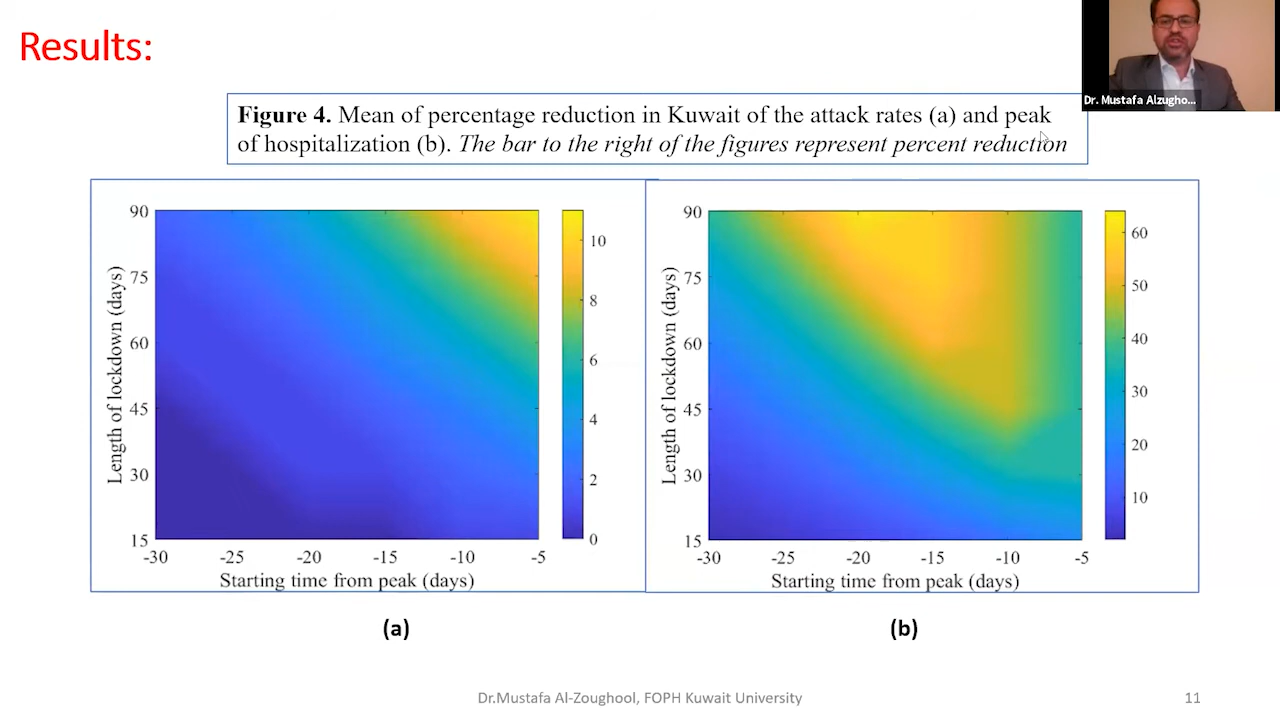 Results:
Dr. Mustafa Alzugho...
Figure 4. Mean of percentage reduction in Kuwait of the attack rates (a) and peak
of hospitalization (b). The bar to the right of the figures represent percent reduction
90
75
60
45
30
15
-30 -25 -20 -15 -10 -5
Length of lockdown (days)
Starting time from peak (days)
10
8
6
4
2
0
(a)
90
75
60
45
30
15
-30 -25 -20 -15 -10 -5
Length of lockdown (days)
Starting time from peak (days)
60
50
40
30
20
10
(b)
Dr.Mustafa Al-Zoughool, FOPH Kuwait University
11